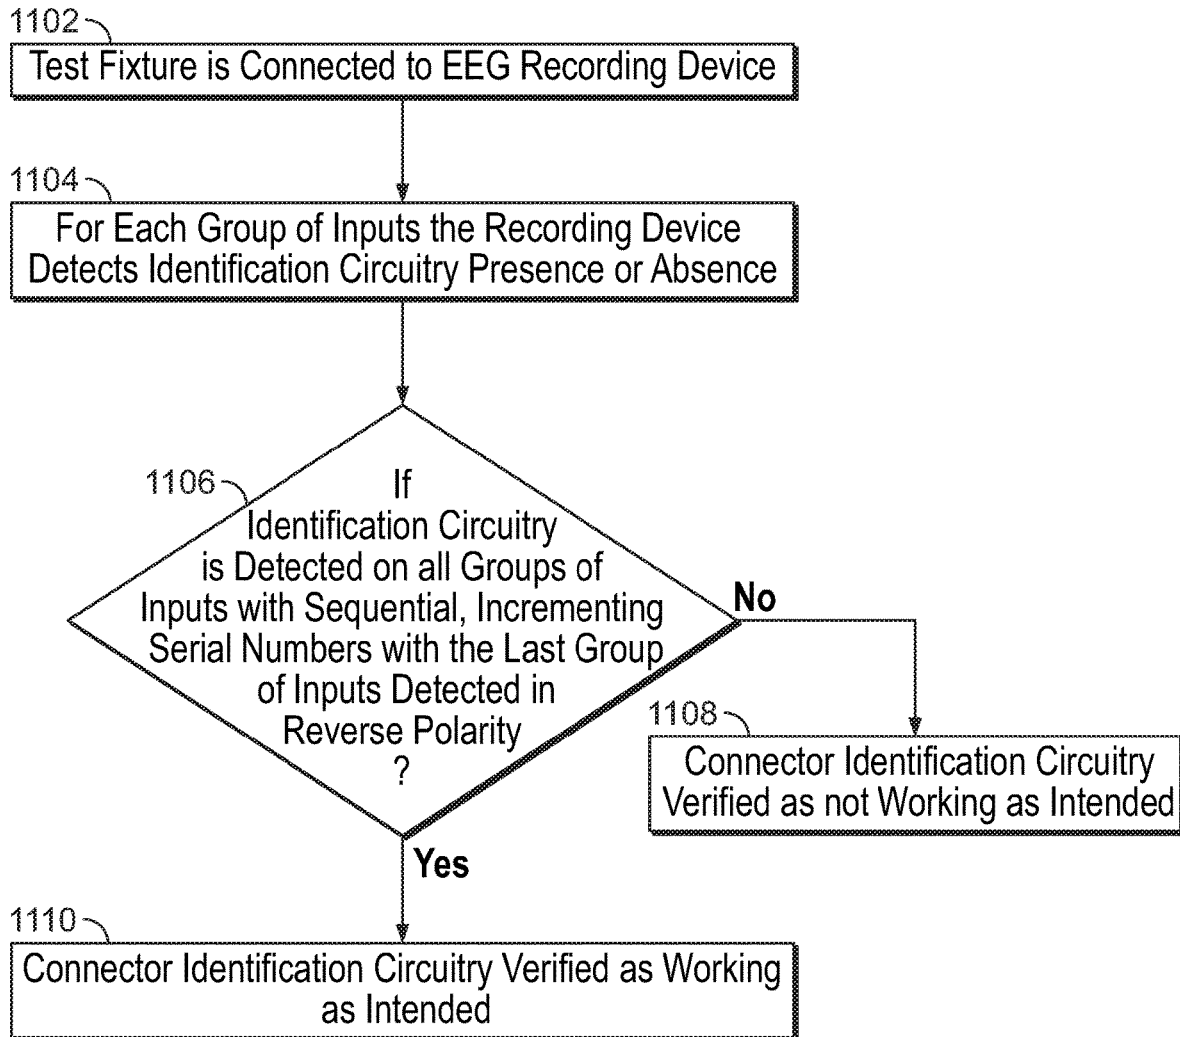 1102
Test Fixture is Connected to EEG Recording Device
1104
For Each Group of Inputs the Recording Device
Detects Identification Circuitry Presence or Absence
1106
If
Identification Circuitry
is Detected on all Groups of
Inputs with Sequential, Incrementing
Serial Numbers with the Last Group
of Inputs Detected in
Reverse Polarity
?
No
1108
Connector Identification Circuitry
Verified as not Working as Intended
Yes
1110
Connector Identification Circuitry Verified as Working
as Intended